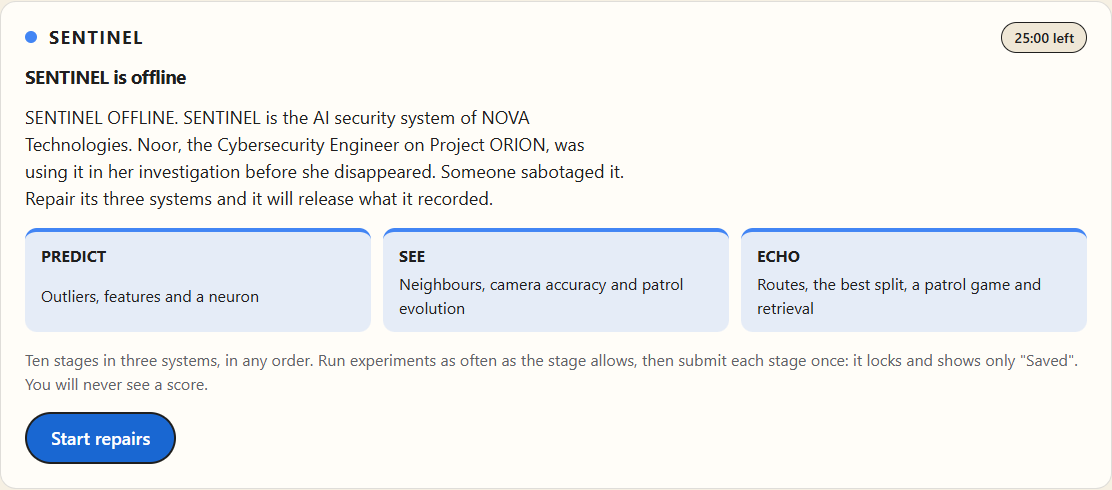 SENTINEL
25:00 left
SENTINEL is offline
SENTINEL OFFLINE. SENTINEL is the AI security system of NOVA
Technologies. Noor, the Cybersecurity Engineer on Project ORION, was
using it in her investigation before she disappeared. Someone sabotaged it.
Repair its three systems and it will release what it recorded.
PREDICT
Outliers, features and a neuron
SEE
Neighbours, camera accuracy and patrol
evolution
ECHO
Routes, the best split, a patrol game and
retrieval
Ten stages in three systems, in any order. Run experiments as often as the stage allows, then submit each stage once: it locks and shows only "Saved".
You will never see a score.
Start repairs